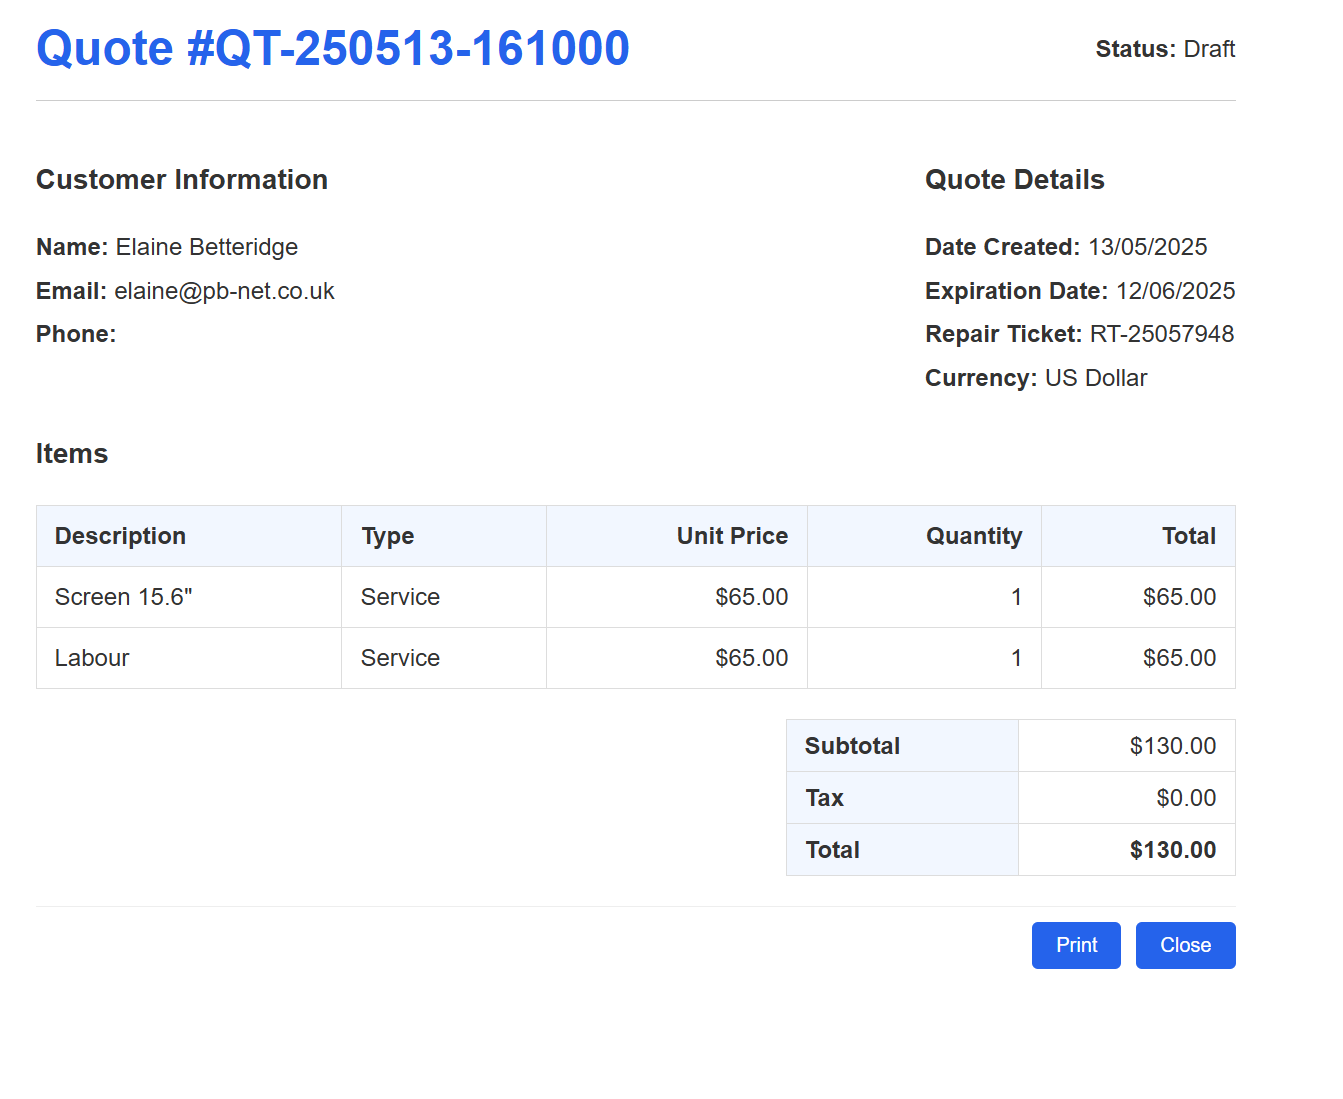 Quote #QT-250513-161000
Status: Draft
Customer Information
Name: Elaine Betteridge
Email: elaine@pb-net.co.uk
Phone:
Quote Details
Date Created: 13/05/2025
Expiration Date: 12/06/2025
Repair Ticket: RT-25057948
Currency: US Dollar
Items
Description Type Unit Price Quantity Total
Screen 15.6" Service $65.00 1 $65.00
Labour Service $65.00 1 $65.00
Subtotal $130.00
Tax $0.00
Total $130.00
Print Close